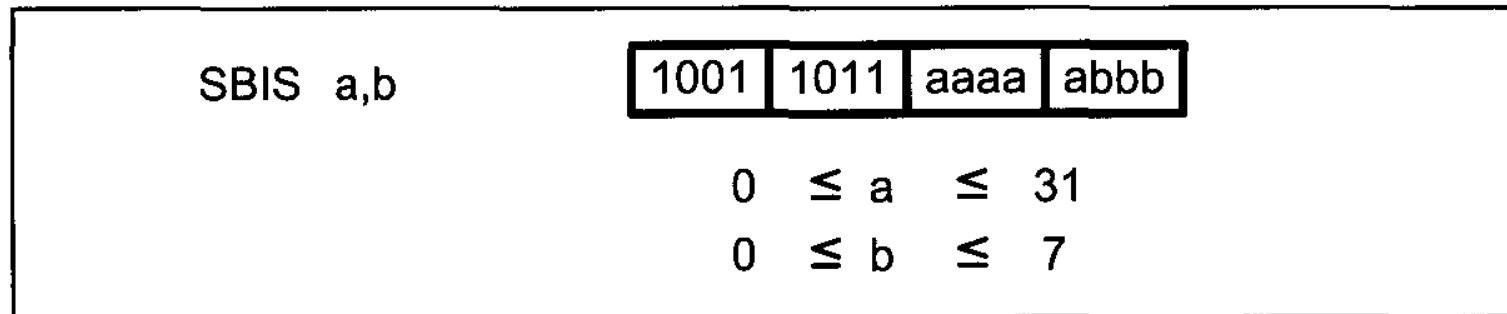 SBIS a,b 1001 1011 aaaa abbb
0 ≤ a ≤ 31
0 ≤ b ≤ 7